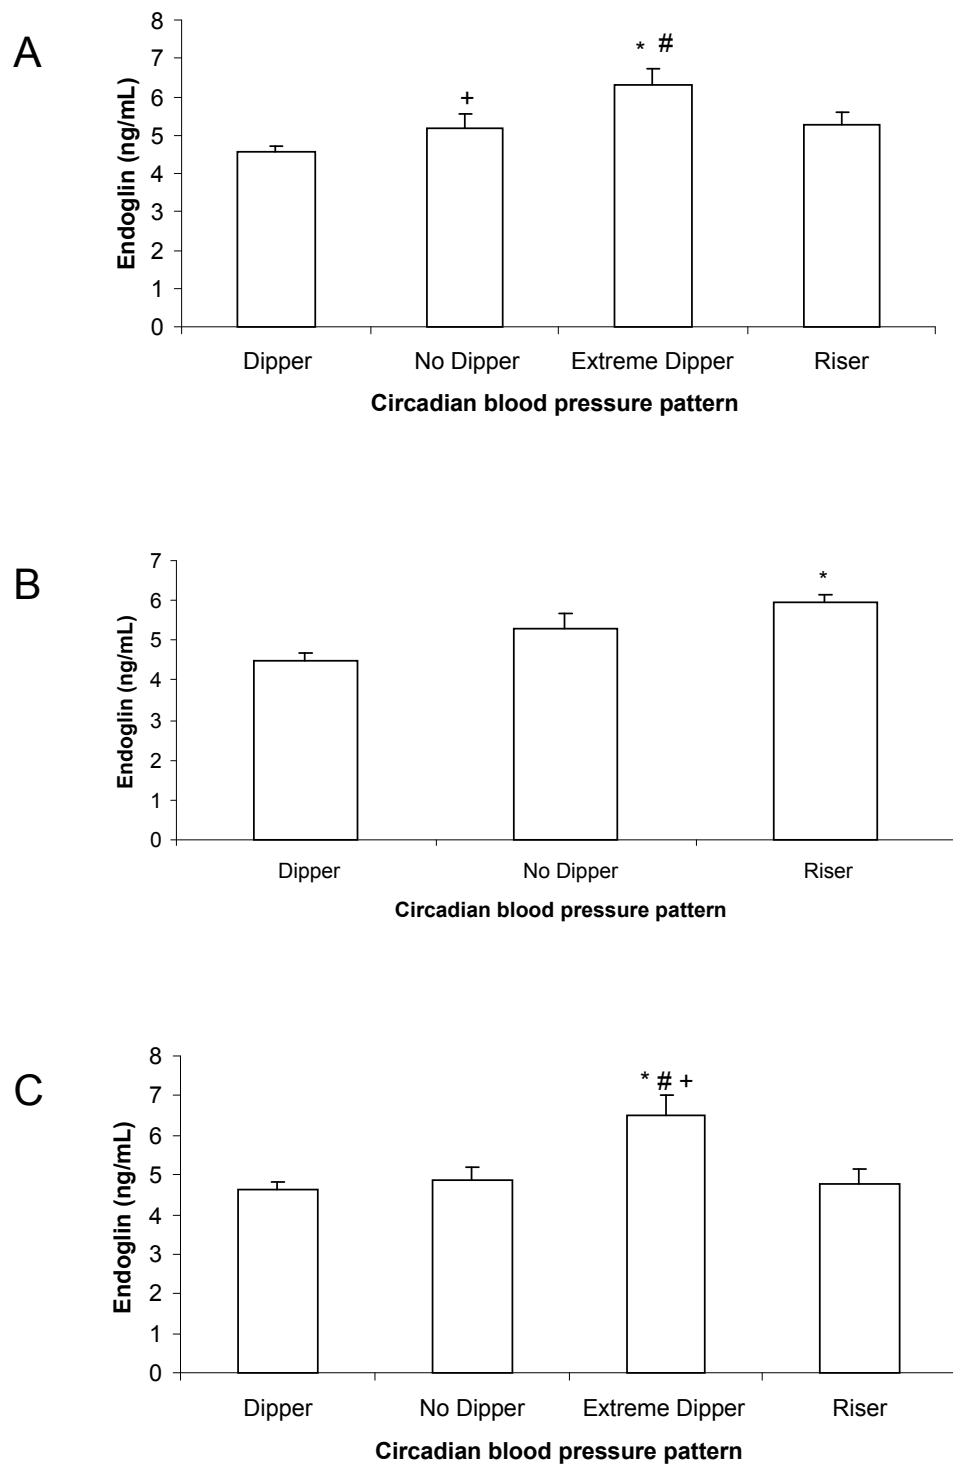 A
Endoglin (ng/mL)
8
7
6
5
4
3
2
1
0
+
* #
Dipper No Dipper Extreme Dipper Riser
Circadian blood pressure pattern
B
Endoglin (ng/mL)
7
6
5
4
3
2
1
0
*
Dipper No Dipper Riser
Circadian blood pressure pattern
C
Endoglin (ng/mL)
8
7
6
5
4
3
2
1
0
* # +
Dipper No Dipper Extreme Dipper Riser
Circadian blood pressure pattern